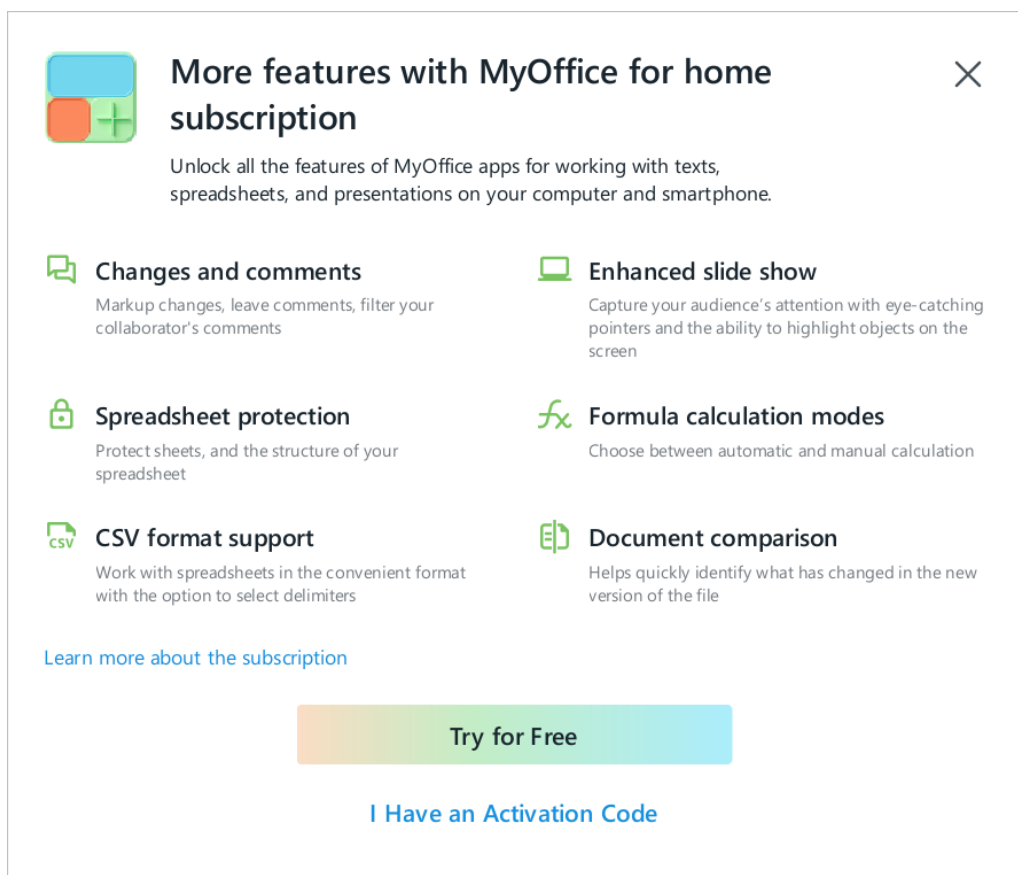 More features with MyOffice for home
subscription
Unlock all the features of MyOffice apps for working with texts,
spreadsheets, and presentations on your computer and smartphone.
Changes and comments
Markup changes, leave comments, filter your
collaborator's comments
Enhanced slide show
Capture your audience’s attention with eye-catching
pointers and the ability to highlight objects on the
screen
Spreadsheet protection
Protect sheets, and the structure of your
spreadsheet
fx
Formula calculation modes
Choose between automatic and manual calculation
CSV
CSV format support
Work with spreadsheets in the convenient format
with the option to select delimiters
Document comparison
Helps quickly identify what has changed in the new
version of the file
Learn more about the subscription
Try for Free
I Have an Activation Code